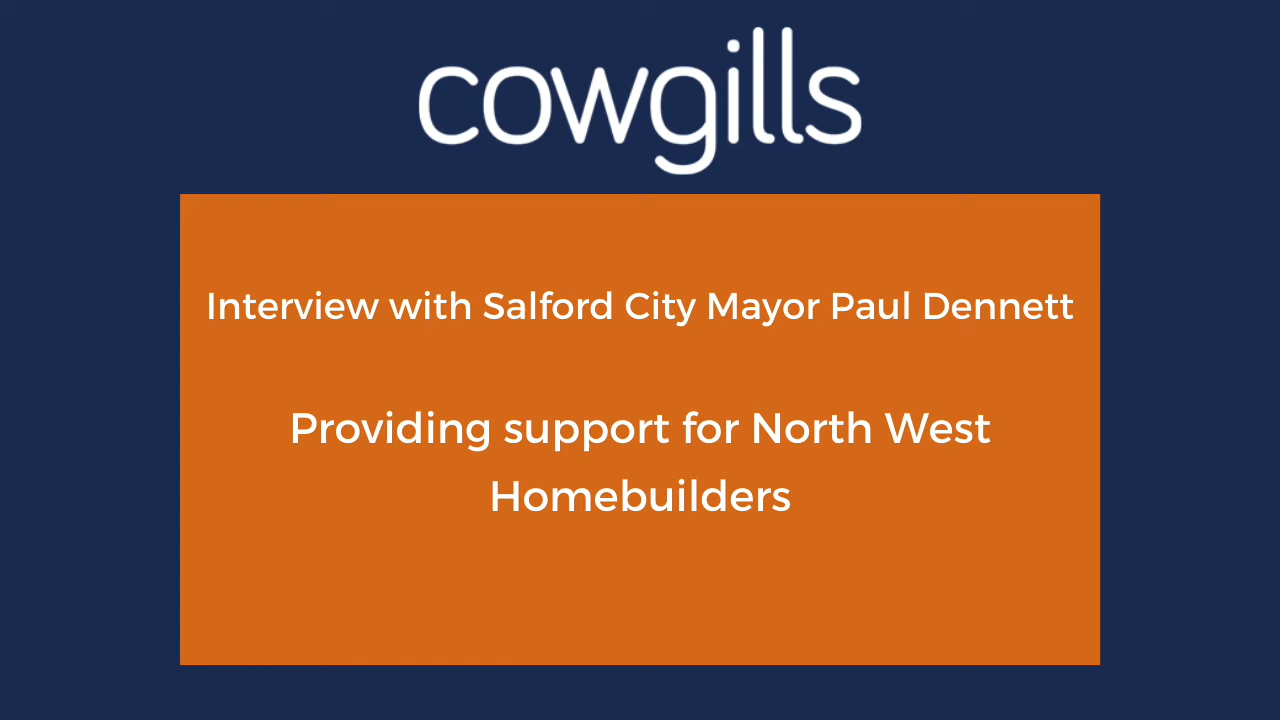 cowgills
Interview with Salford City Mayor Paul Dennett
Providing support for North West
Homebuilders